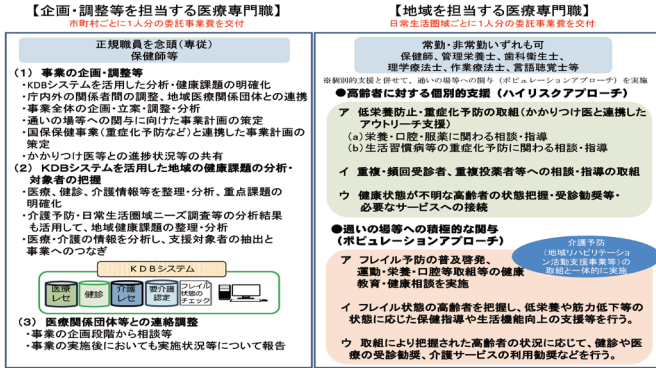 【企画・調整等を担当する医療専門職】
市町村ごとに1人分の委託事業費を交付
正規職員を念頭(専従)
保健師等
(1) 事業の企画・調整等
・KDBシステムを活用した分析・健康課題の明確化
・庁内外の関係者間の調整、地域医療関係団体との連携
・事業全体の企画・立案・調整・分析
・通いの場等への関与に向けた事業計画の策定
・国保保健事業(重症化予防など)と連携した事業計画の
策定
・かかりつけ医等との進捗状況等の共有
(2) KDBシステムを活用した地域の健康課題の分析・
対象者の把握
・医療、健診、介護情報等を整理・分析、重点課題の
明確化
・介護予防・日常生活圏域ニーズ調査等の分析結果
も活用して、地域健康課題の整理・分析
・医療・介護の情報を分析し、支援対象者の抽出と
事業へのつなぎ
KDBシステム
医療
レセ
健診
介護
レセ
要介護
認定
フレイル
状態の
チェック
(3) 医療関係団体等との連絡調整
・事業の企画段階から相談等
・事業の実施後においても実施状況等について報告
【地域を担当する医療専門職】
日常生活圏域ごとに1人分の委託事業費を交付
常勤・非常勤いずれも可
保健師、管理栄養士、歯科衛生士、
理学療法士、作業療法士、言語聴覚士等
※個別的支援と併せて、通いの場等への関与(ポピュレーションアプローチ)を実施
●高齢者に対する個別的支援(ハイリスクアプローチ)
ア 低栄養防止・重症化予防の取組(かかりつけ医と連携した
アウトリーチ支援)
(a)栄養・口腔・服薬に関わる相談・指導
(b)生活習慣病等の重症化予防に関わる相談・指導
イ 重複・頻回受診者、重複投薬者等への相談・指導の取組
ウ 健康状態が不明な高齢者の状態把握・受診勧奨等・
必要なサービスへの接続
●通いの場等への積極的な関与
(ポピュレーションアプローチ)
介護予防
(地域リハビリテーショ
ン活動支援事業等)の
取組と一体的に実施
ア フレイル予防の普及啓発、
運動・栄養・口腔等取組等の健康
教育・健康相談を実施
イ フレイル状態の高齢者を把握し、低栄養や筋力低下等の
状態に応じた保健指導や生活機能向上の支援等を行う。
ウ 取組により把握された高齢者の状況に応じて、健診や医
療の受診勧奨、介護サービスの利用勧奨などを行う。